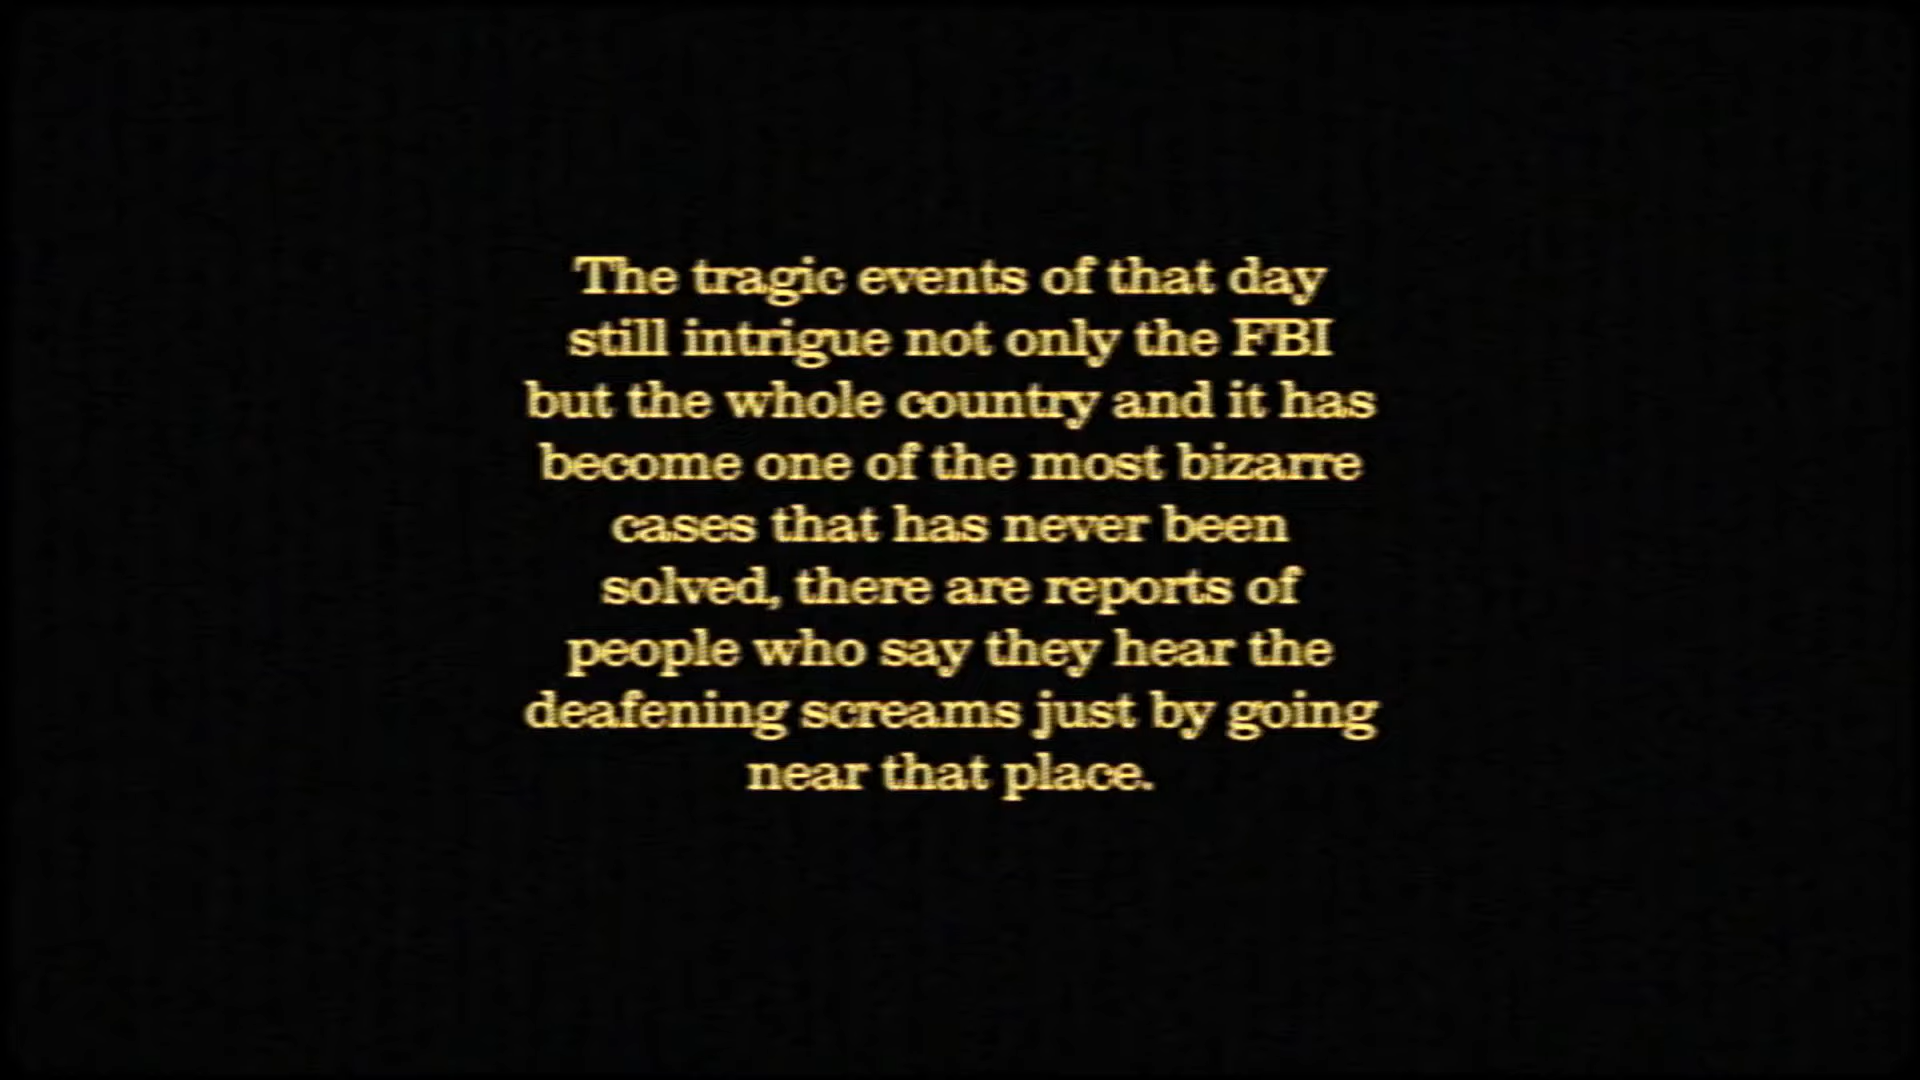 The tragic events of that day
still intrigue not only the FBI
but the whole country and it has
become one of the most bizarre
cases that has never been
solved, there are reports of
people who say they hear the
deafening screams just by going
near that place.